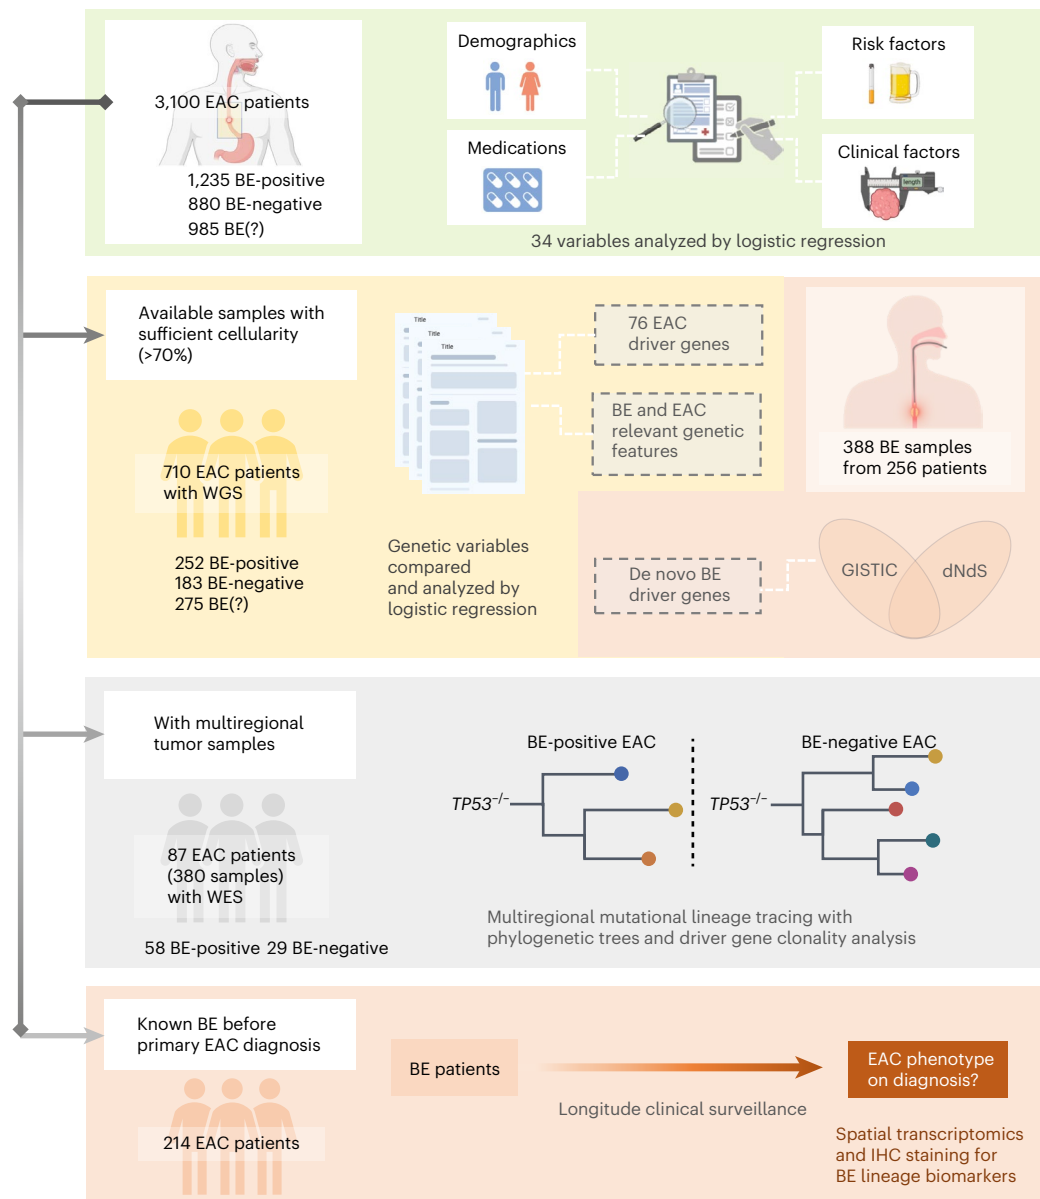 3,100 EAC patients
1,235 BE-positive
880 BE-negative
985 BE(?)
Demographics
Medications
Risk factors
Clinical factors
length
34 variables analyzed by logistic regression
Available samples with
sufficient cellularity
(>70%)
710 EAC patients
with WGS
252 BE-positive
183 BE-negative
275 BE(?)
Title
Title
Title
Genetic variables
compared
and analyzed by
logistic regression
76 EAC
driver genes
BE and EAC
relevant genetic
features
388 BE samples
from 256 patients
De novo BE
driver genes
GISTIC
dNdS
With multiregional
tumor samples
87 EAC patients
(380 samples)
with WES
58 BE-positive 29 BE-negative
BE-positive EAC
TP53⁻/⁻
BE-negative EAC
TP53⁻/⁻
Multiregional mutational lineage tracing with
phylogenetic trees and driver gene clonality analysis
Known BE before
primary EAC diagnosis
214 EAC patients
BE patients
Longitude clinical surveillance
EAC phenotype
on diagnosis?
Spatial transcriptomics
and IHC staining for
BE lineage biomarkers